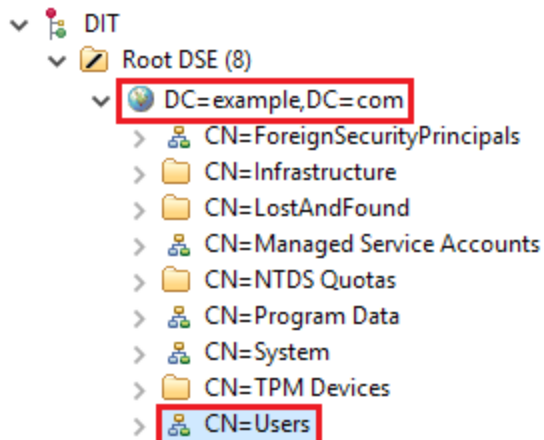 DIT
Root DSE (8)
DC=example,DC=com
CN=ForeignSecurityPrincipals
CN=Infrastructure
CN=LostAndFound
CN=Managed Service Accounts
CN=NTDS Quotas
CN=Program Data
CN=System
CN=TPM Devices
CN=Users